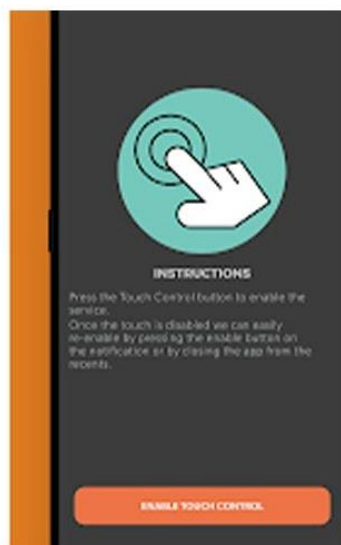 INSTRUCTIONS
Press the Touch Control button to enable the
service.
Once the touch is disabled we can easily
re-enable by pressing the enable button on
the notification or by closing the app from the
recents.
ENABLE TOUCH CONTROL